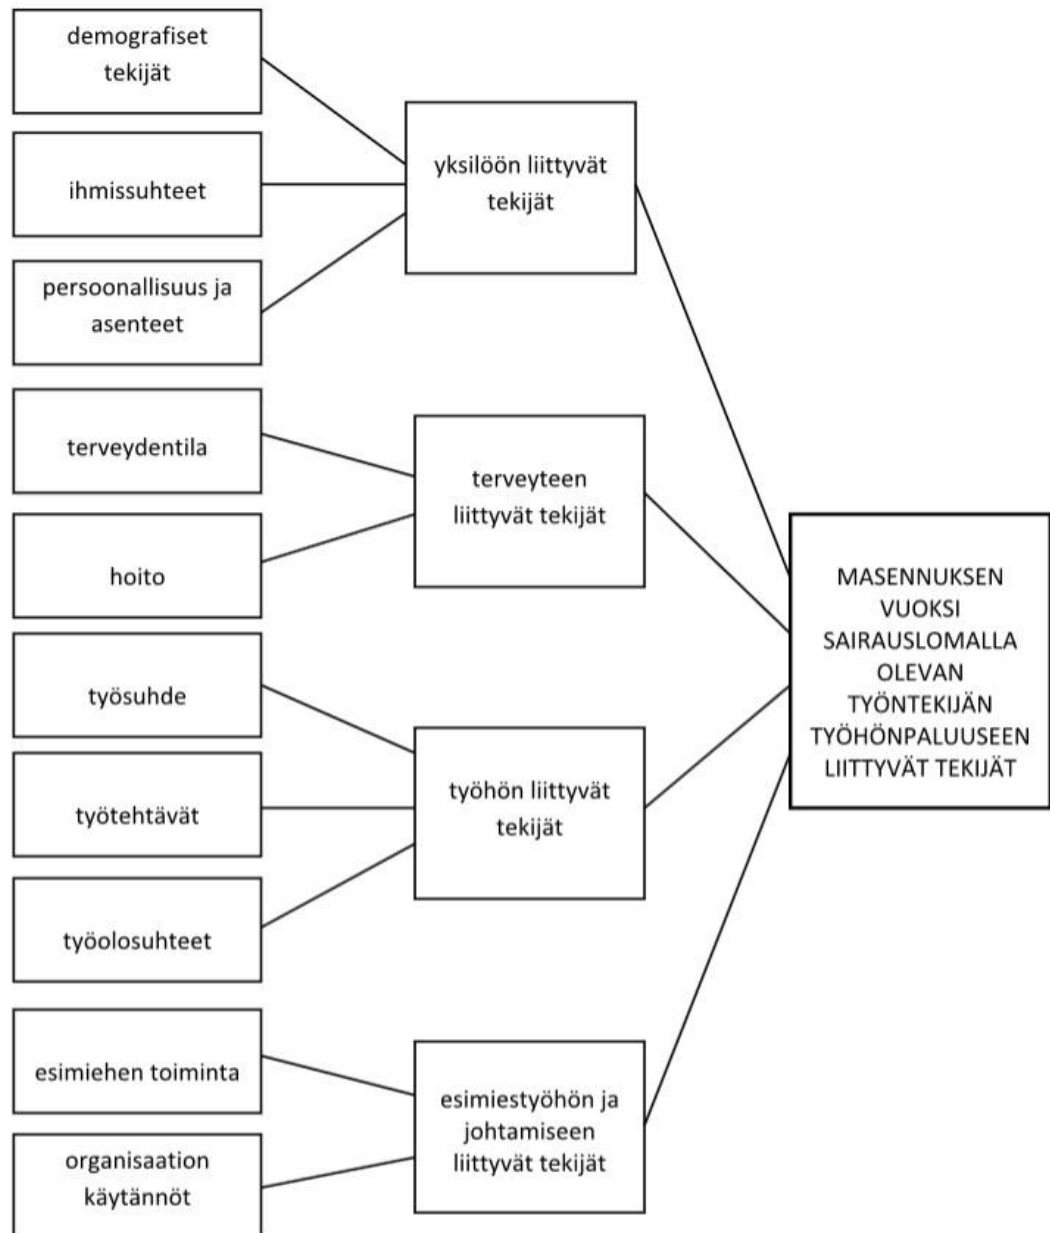 demografiset
tekijät
ihmissuhteet
persoonallisuus ja
asenteet
terveydentila
hoito
työsuhde
työtehtävät
työolosuhteet
esimiehen toiminta
organisaation
käytännöt
yksilöön liittyvät
tekijät
terveyteen
liittyvät tekijät
työhön liittyvät
tekijät
esimiestyöhön ja
johtamiseen
liittyvät tekijät
MASENNUKSEN
VUOKSI
SAIRAUSLOMALLA
OLEVAN
TYÖNTEKIJÄN
TYÖHÖNPALUUSEEN
LIITTYVÄT TEKIJÄT